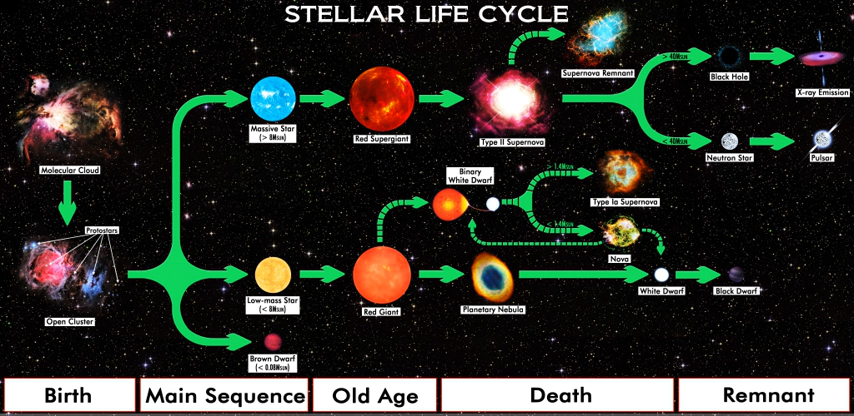 STELLAR LIFE CYCLE
Molecular Cloud
Protostars
Open Cluster
Massive Star
(> 8MSUN)
Low-mass Star
(< 8MSUN)
Brown Dwarf
(< 0.08MSUN)
Red Supergiant
Red Giant
Type II Supernova
Supernova Remnant
Binary
White Dwarf
Planetary Nebula
> 1.4MSUN
Type Ia Supernova
< 1.4MSUN
Nova
> 40MSUN
Black Hole
X-ray Emission
< 40MSUN
Neutron Star
Pulsar
White Dwarf
Black Dwarf
Birth
Main Sequence
Old Age
Death
Remnant